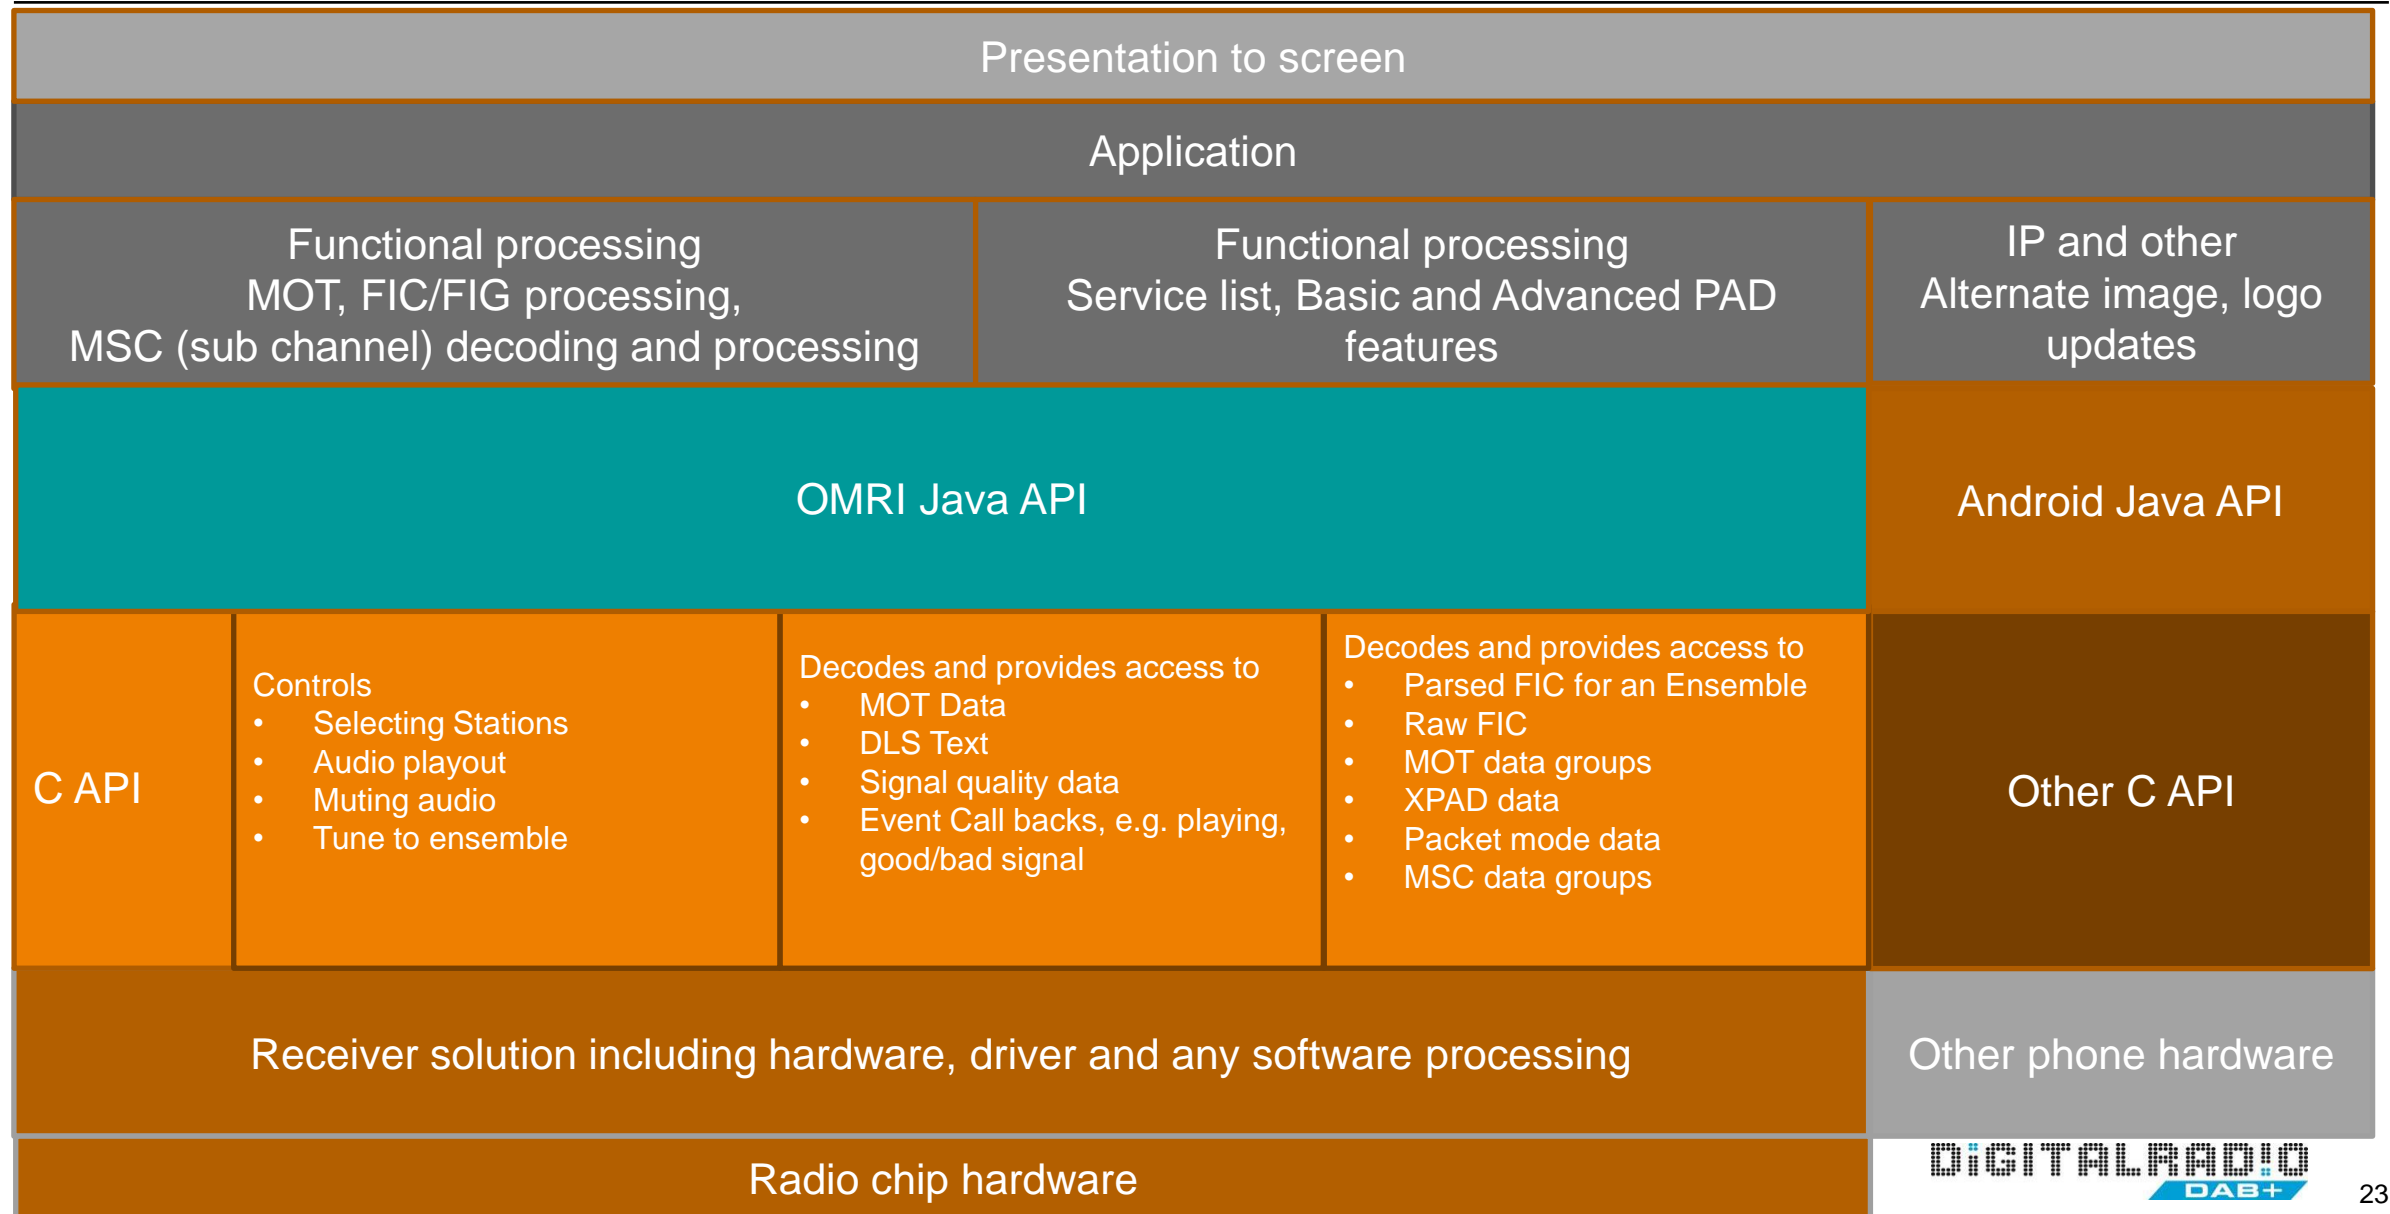 Presentation to screen
Application
Functional processing
MOT, FIC/FIG processing,
MSC (sub channel) decoding and processing
Functional processing
Service list, Basic and Advanced PAD
features
IP and other
Alternate image, logo
updates
OMRI Java API
Android Java API
C API
Controls
• Selecting Stations
• Audio playout
• Muting audio
• Tune to ensemble
Decodes and provides access to
• MOT Data
• DLS Text
• Signal quality data
• Event Call backs, e.g. playing,
good/bad signal
Decodes and provides access to
• Parsed FIC for an Ensemble
• Raw FIC
• MOT data groups
• XPAD data
• Packet mode data
• MSC data groups
Other C API
Receiver solution including hardware, driver and any software processing
Other phone hardware
Radio chip hardware
DiGITALRAD!O
DAB+
23